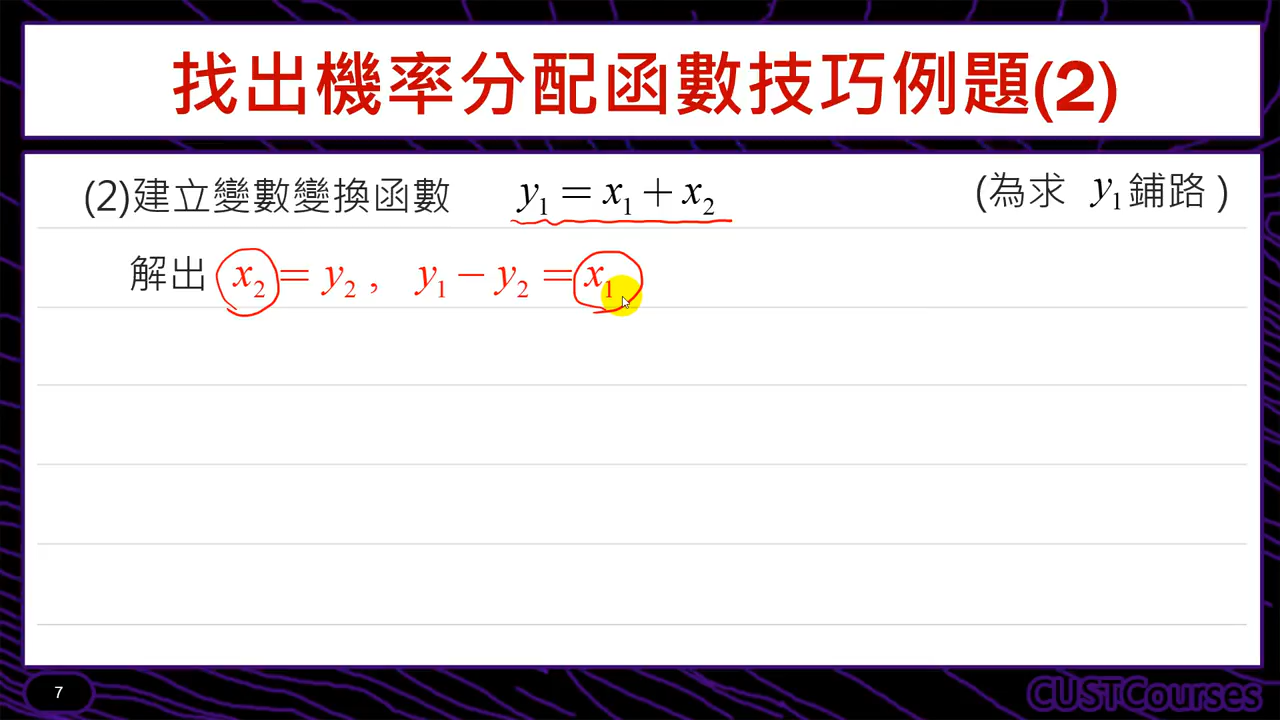 找出機率分配函數技巧例題(2)
(2)建立變數變換函數 y₁ = x₁ + x₂ (為求 y₁ 鋪路)
解出 x₂ = y₂ , y₁ − y₂ = x₁
7
CUSTCourses